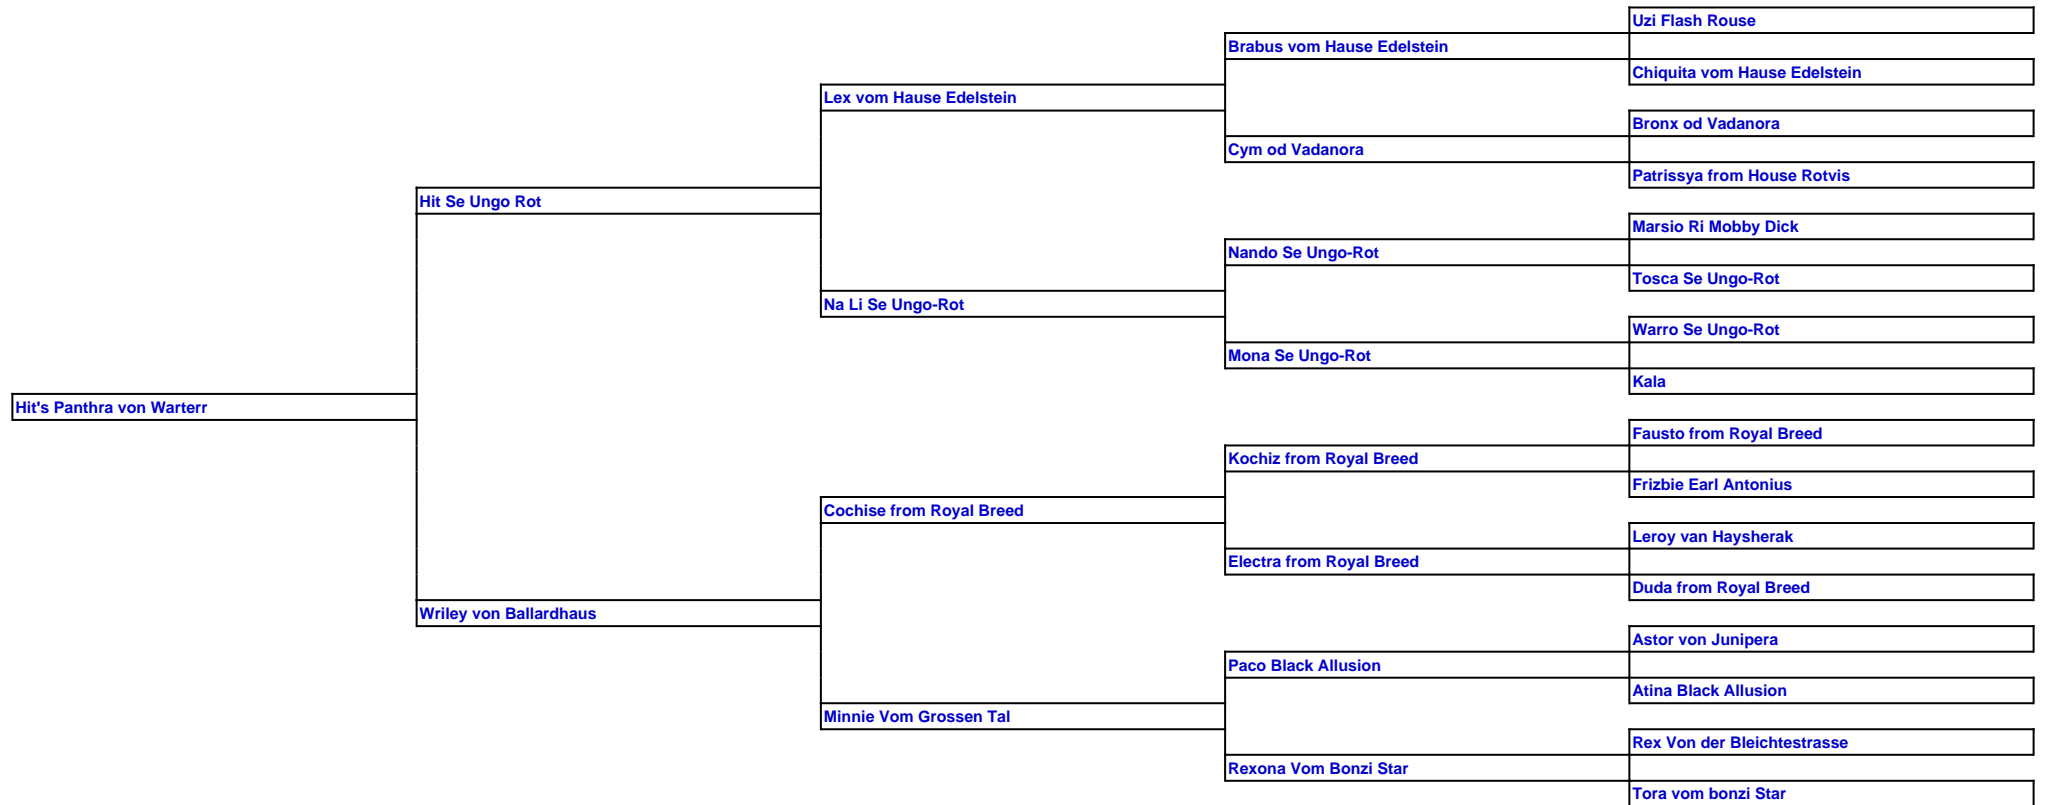 Uzi Flash Rouse
Brabus vom Hause Edelstein
Chiquita vom Hause Edelstein
Lex vom Hause Edelstein
Bronx od Vadanora
Cym od Vadanora
Patrissya from House Rotvis
Hit Se Ungo Rot
Marsio Ri Mobby Dick
Nando Se Ungo-Rot
Tosca Se Ungo-Rot
Na Li Se Ungo-Rot
Warro Se Ungo-Rot
Mona Se Ungo-Rot
Kala
Hit's Panthra von Warterr
Fausto from Royal Breed
Kochiz from Royal Breed
Frizbie Earl Antonius
Cochise from Royal Breed
Leroy van Haysherak
Electra from Royal Breed
Duda from Royal Breed
Wriley von Ballardhaus
Astor von Junipera
Paco Black Allusion
Atina Black Allusion
Minnie Vom Grossen Tal
Rex Von der Bleichtestrasse
Rexona Vom Bonzi Star
Tora vom bonzi Star